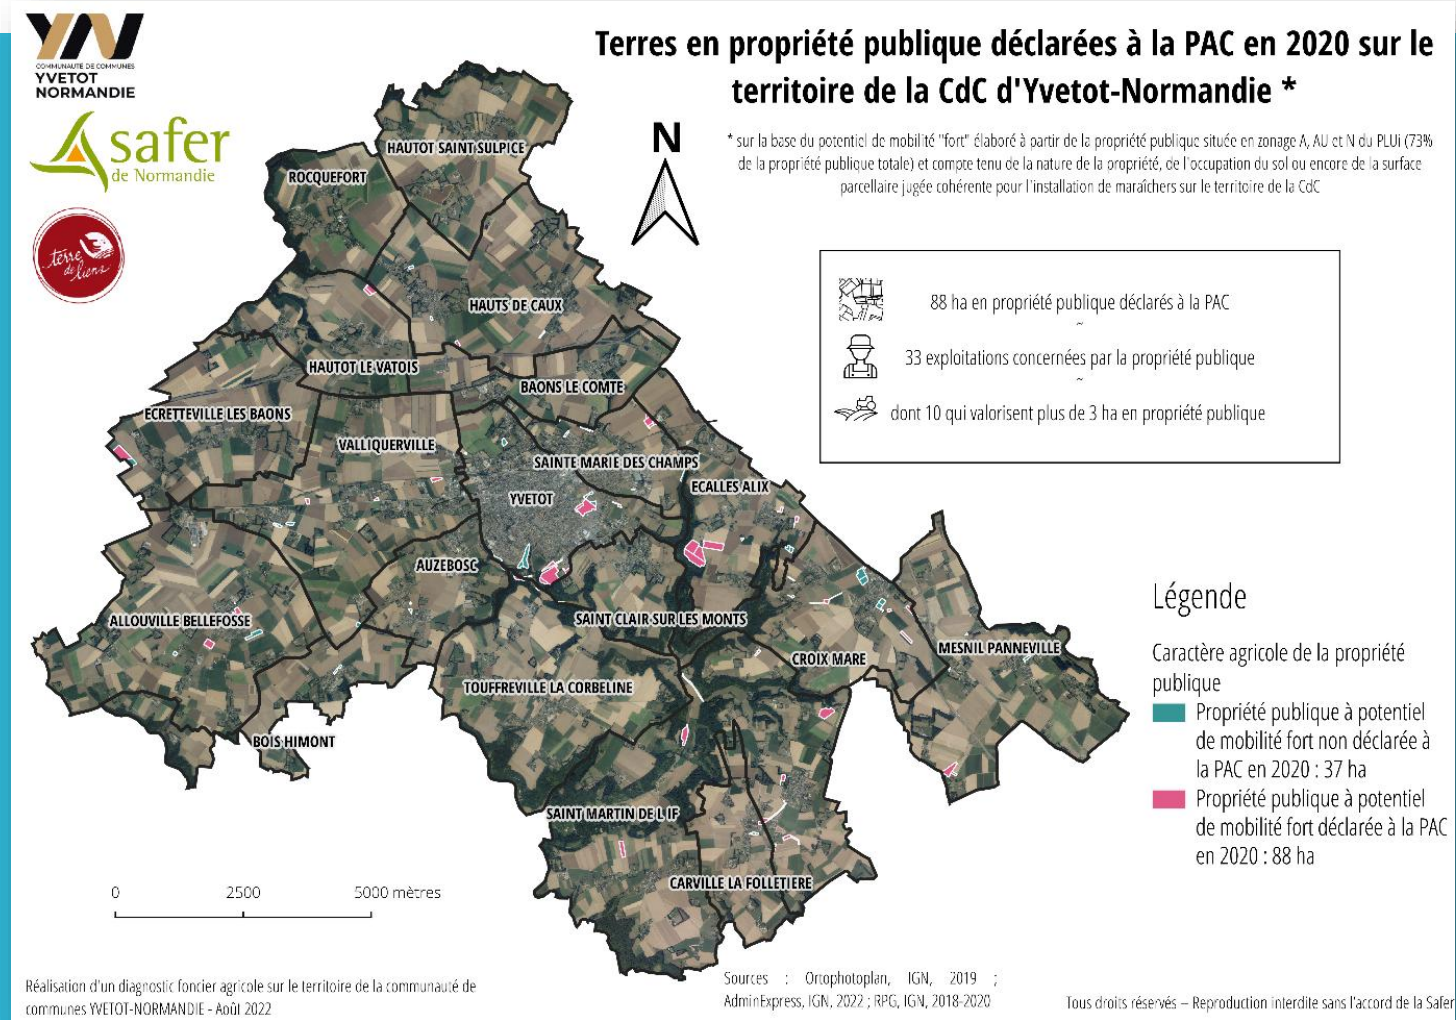 COMMUNAUTÉ DE COMMUNES
YVETOT
NORMANDIE
safer
de Normandie
terre
de liens
Terres en propriété publique déclarées à la PAC en 2020 sur le
territoire de la CdC d'Yvetot-Normandie *
* sur la base du potentiel de mobilité "fort" élaboré à partir de la propriété publique située en zonage A, AU et N du PLUi (73%
de la propriété publique totale) et compte tenu de la nature de la propriété, de l'occupation du sol ou encore de la surface
parcellaire jugée cohérente pour l'installation de maraîchers sur le territoire de la CdC
N
88 ha en propriété publique déclarés à la PAC
~
33 exploitations concernées par la propriété publique
~
dont 10 qui valorisent plus de 3 ha en propriété publique
HAUTOT SAINT SULPICE
ROCQUEFORT
HAUTS DE CAUX
HAUTOT LE VATOIS
BAONS LE COMTE
ECRETTEVILLE LES BAONS
VALLIQUERVILLE
SAINTE MARIE DES CHAMPS
ECALLES ALIX
YVETOT
AUZEBOSC
ALLOUVILLE BELLEFOSSE
SAINT CLAIR SUR LES MONTS
MESNIL PANNEVILLE
CROIX MARE
TOUFFREVILLE LA CORBELINE
BOIS HIMONT
SAINT MARTIN DE L IF
CARVILLE LA FOLLETIERE
Légende
Caractère agricole de la propriété
publique
Propriété publique à potentiel
de mobilité fort non déclarée à
la PAC en 2020 : 37 ha
Propriété publique à potentiel
de mobilité fort déclarée à la PAC
en 2020 : 88 ha
0 2500 5000 mètres
Réalisation d'un diagnostic foncier agricole sur le territoire de la communauté de
communes YVETOT-NORMANDIE - Août 2022
Sources : Ortophotoplan, IGN, 2019 ;
AdminExpress, IGN, 2022 ; RPG, IGN, 2018-2020
Tous droits réservés – Reproduction interdite sans l'accord de la Safer